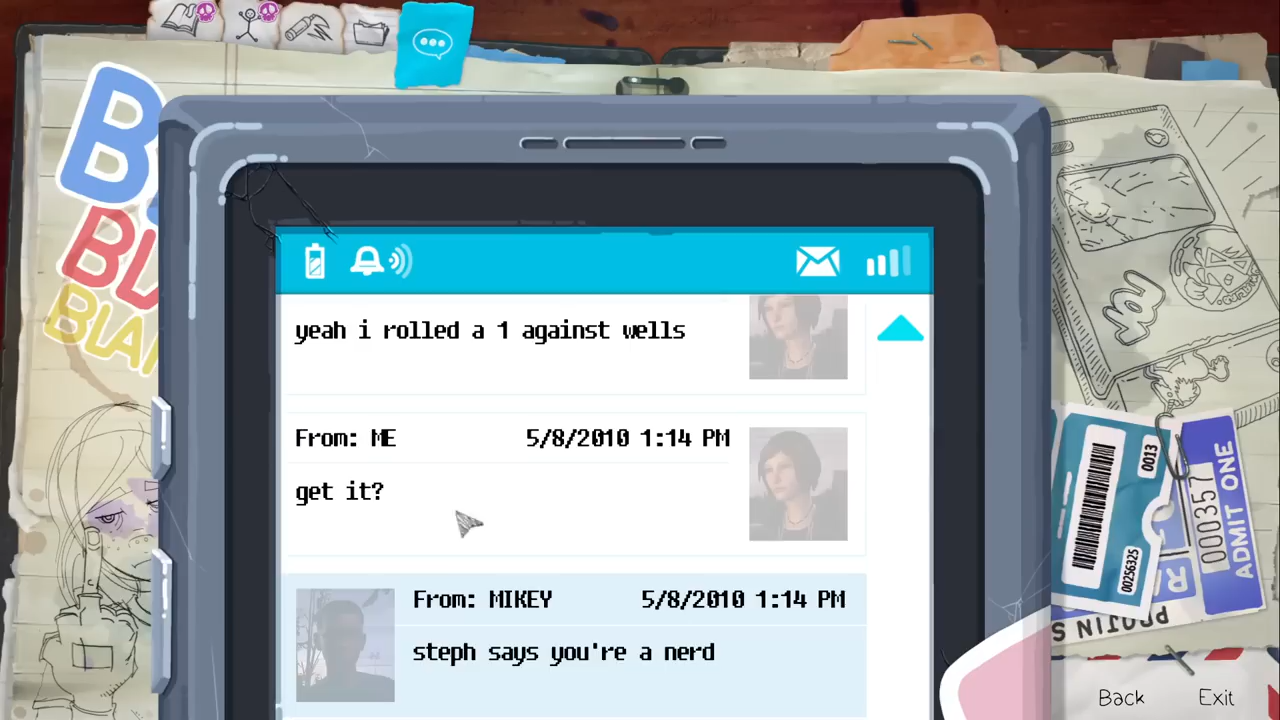 yeah i rolled a 1 against wells
From: ME 5/8/2010 1:14 PM
get it?
From: MIKEY 5/8/2010 1:14 PM
steph says you're a nerd
0013
00256325
000357
ADMIT ONE
Back Exit